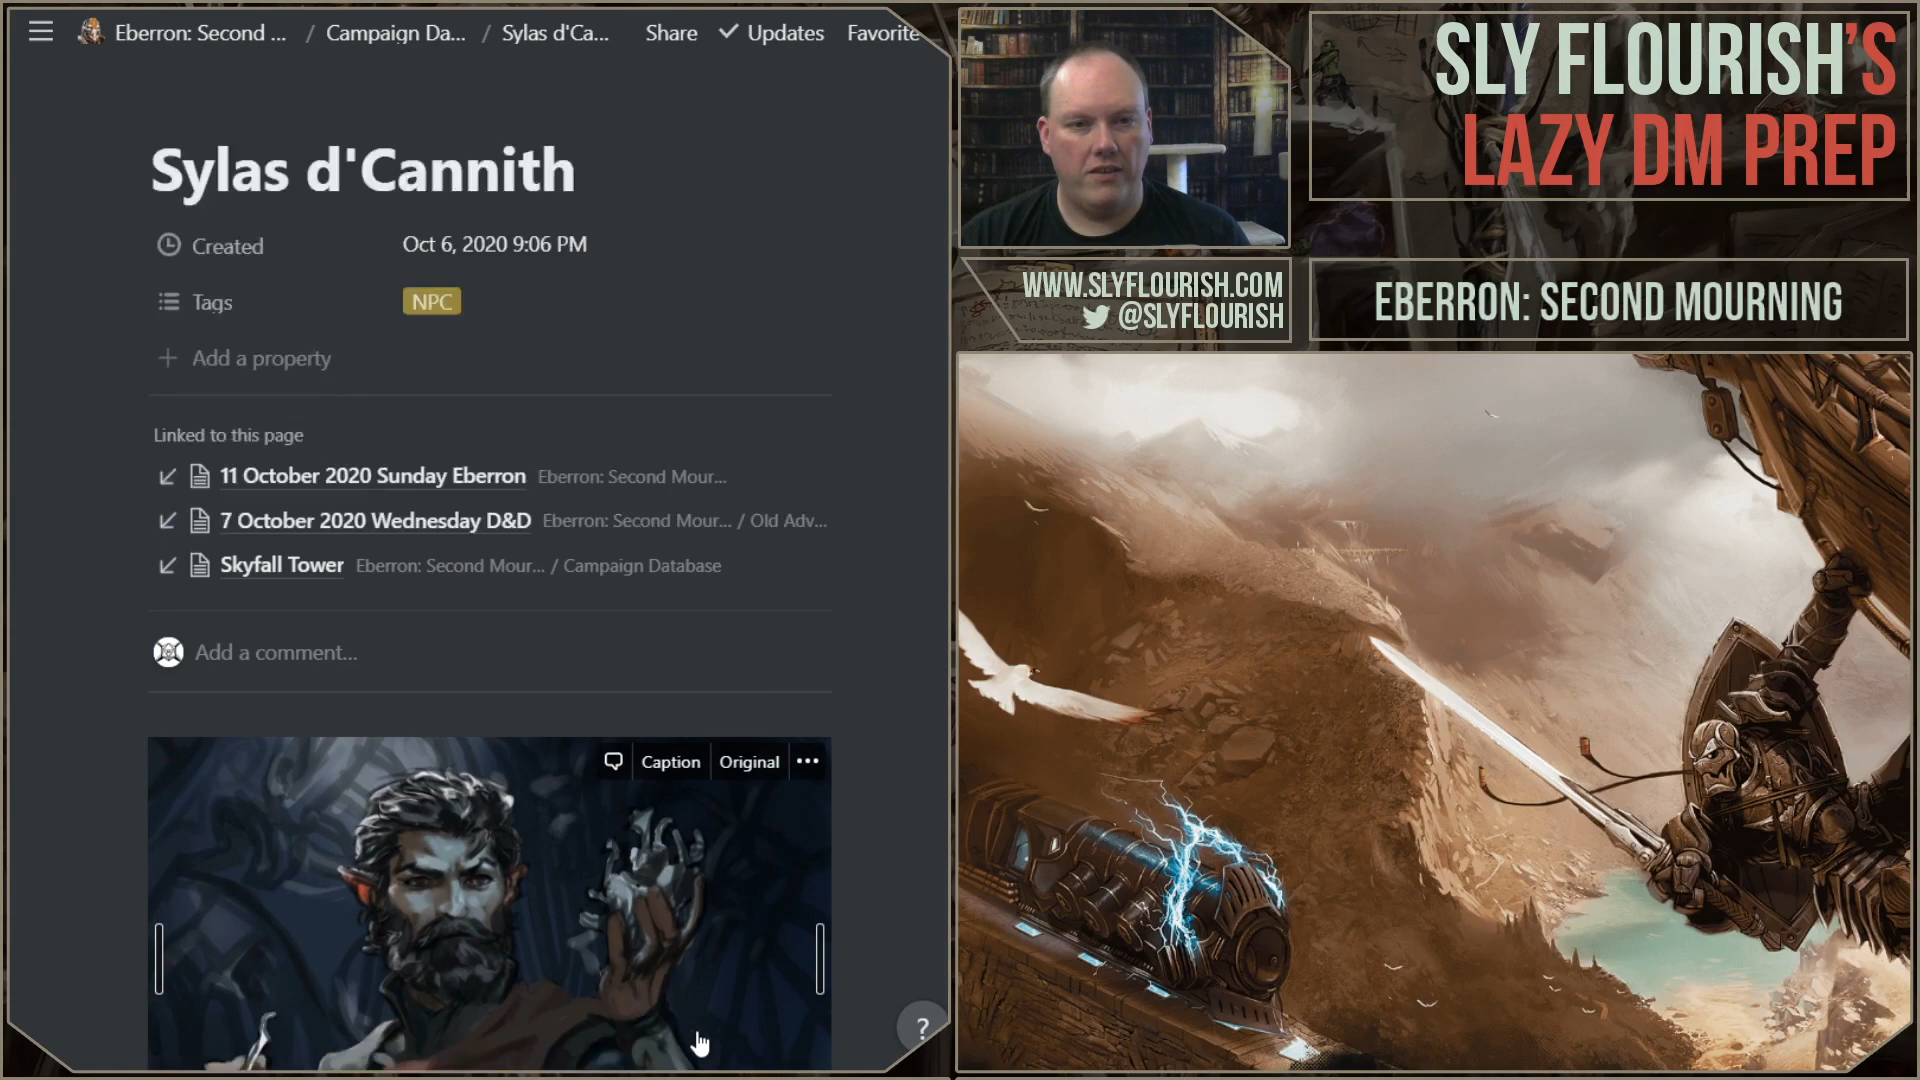 Eberron: Second ... / Campaign Da... / Sylas d'Ca... Share Updates Favorite
Sylas d'Cannith
Created Oct 6, 2020 9:06 PM
Tags NPC
Add a property
Linked to this page
11 October 2020 Sunday Eberron Eberron: Second Mour...
7 October 2020 Wednesday D&D Eberron: Second Mour... / Old Adv...
Skyfall Tower Eberron: Second Mour... / Campaign Database
Add a comment...
Caption Original
?
WWW.SLYFLOURISH.COM
@SLYFLOURISH
SLY FLOURISH'S
LAZY DM PREP
EBERRON: SECOND MOURNING